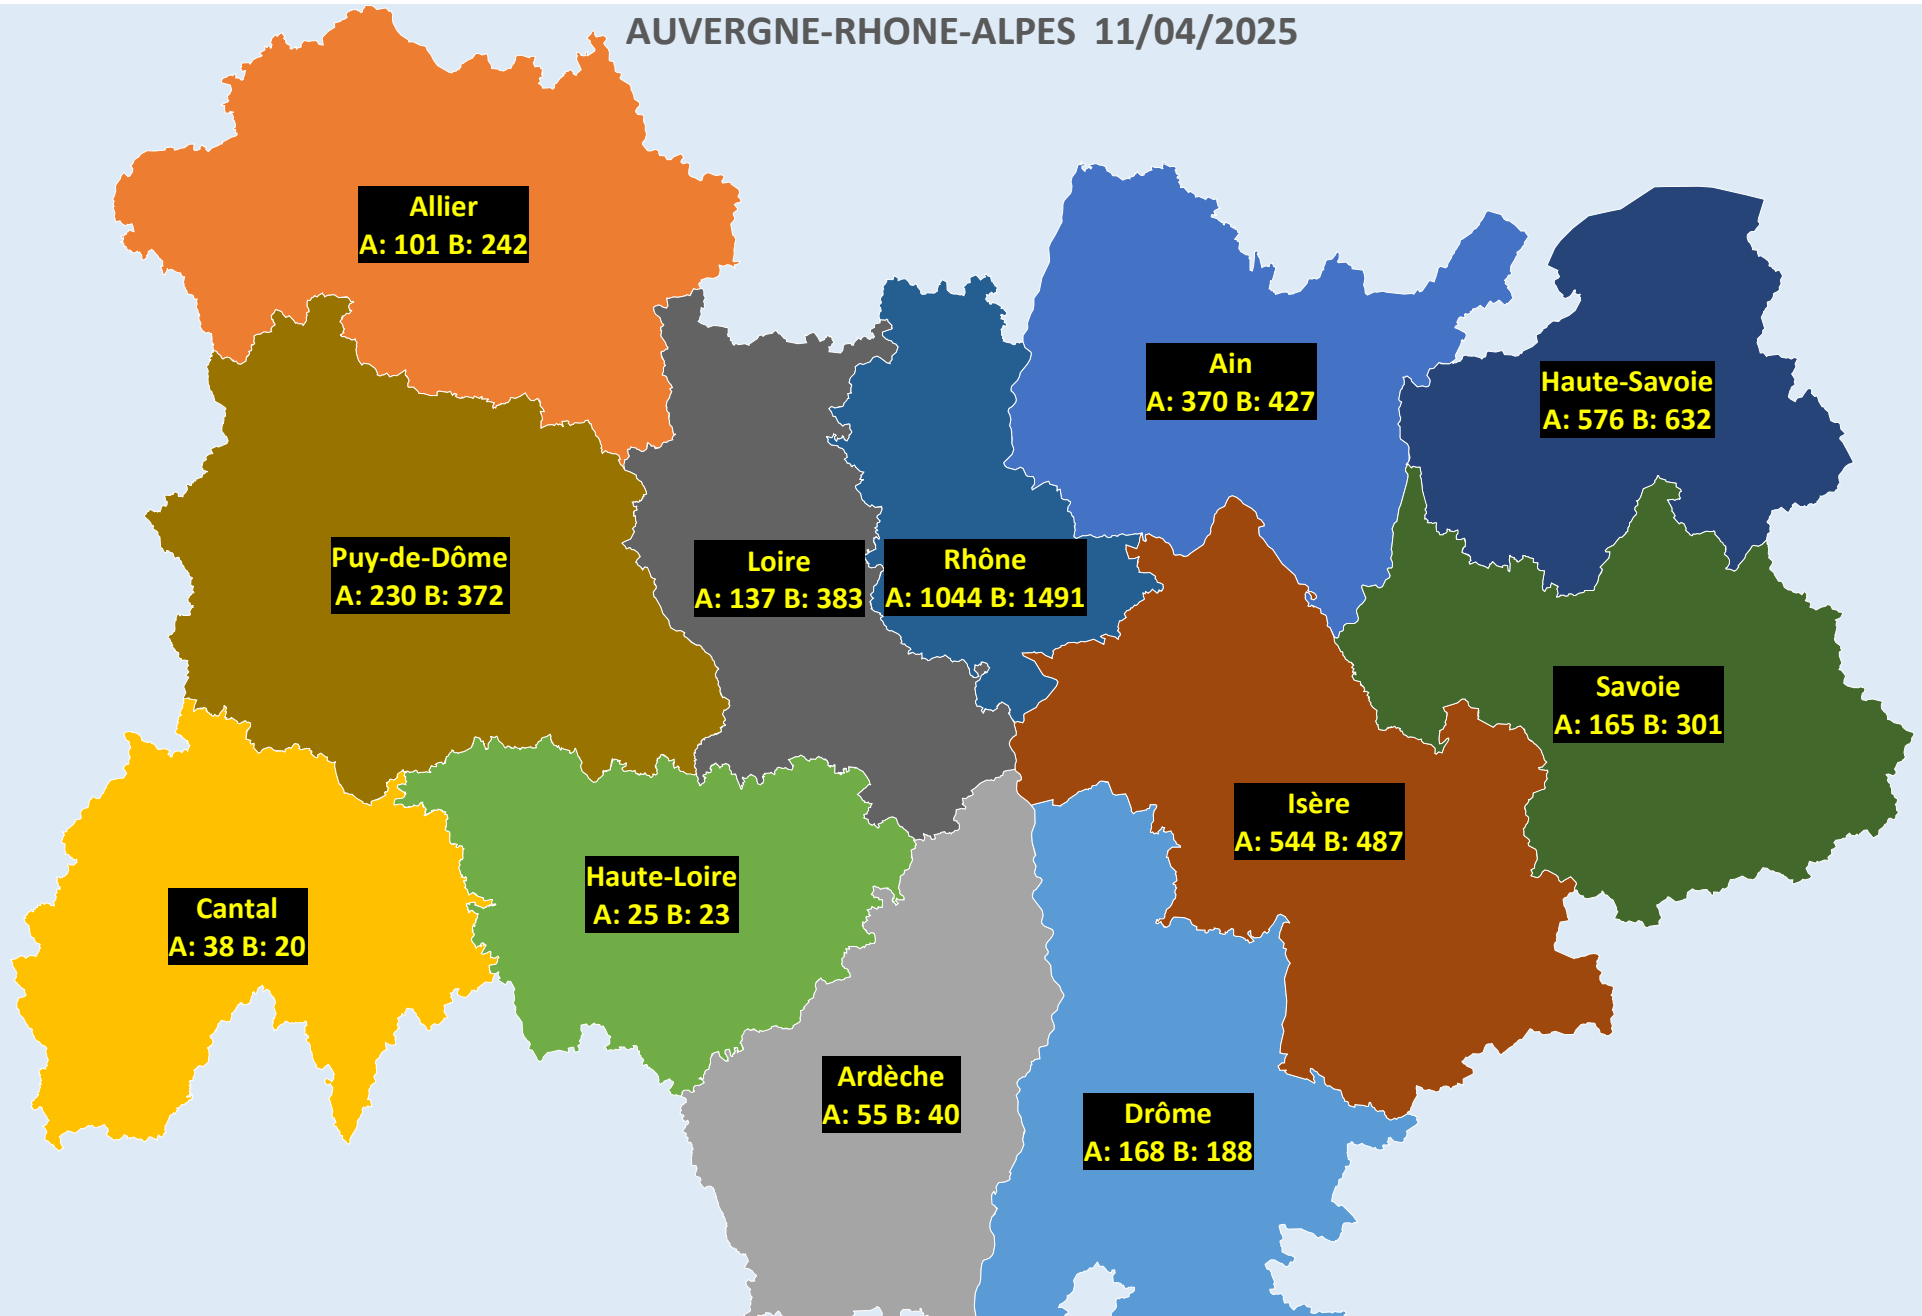 AUVERGNE-RHONE-ALPES 11/04/2025
Allier
A: 101 B: 242
Ain
A: 370 B: 427
Haute-Savoie
A: 576 B: 632
Puy-de-Dôme
A: 230 B: 372
Loire
A: 137 B: 383
Rhône
A: 1044 B: 1491
Savoie
A: 165 B: 301
Isère
A: 544 B: 487
Haute-Loire
A: 25 B: 23
Cantal
A: 38 B: 20
Ardèche
A: 55 B: 40
Drôme
A: 168 B: 188